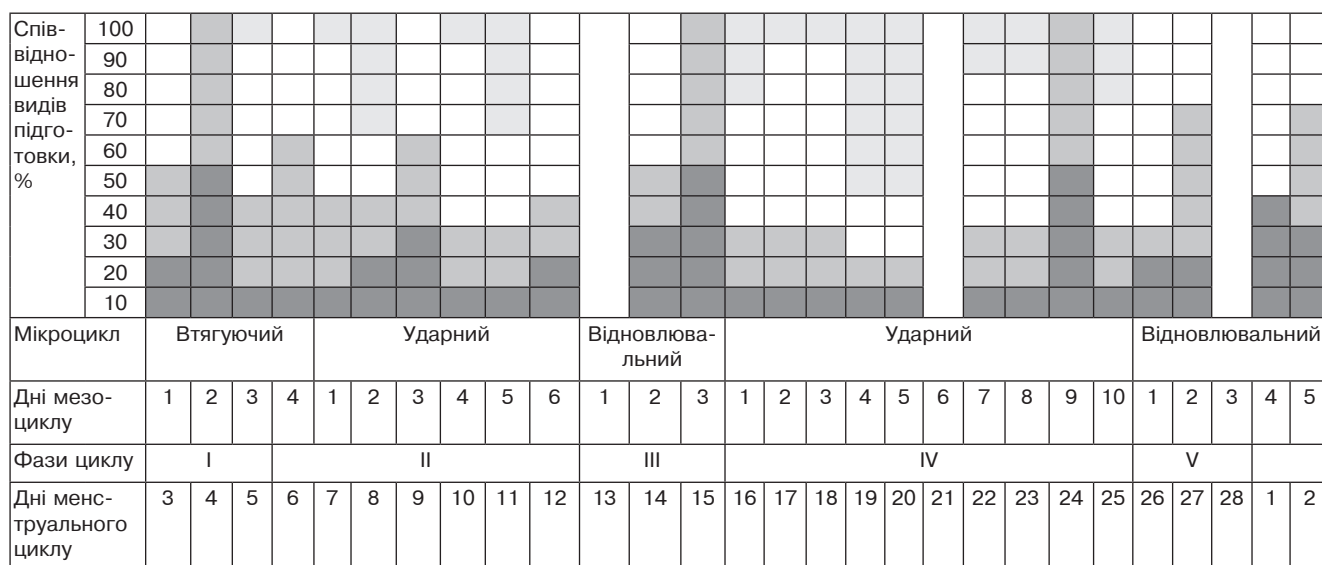 Спів-
відно-
шення
видів
підго-
товки,
%
100
90
80
70
60
50
40
30
20
10
Мікроцикл Втягуючий Ударний Відновлюва- Ударний Відновлювальний
льний
Дні мезо- 1 2 3 4 1 2 3 4 5 6 1 2 3 1 2 3 4 5 6 7 8 9 10 1 2 3 4 5
циклу
Фази циклу I II III IV V
Дні менс- 3 4 5 6 7 8 9 10 11 12 13 14 15 16 17 18 19 20 21 22 23 24 25 26 27 28 1 2
труального
циклу